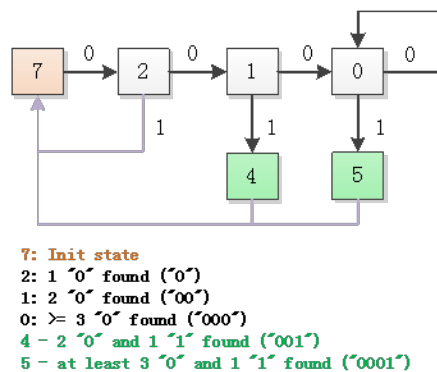 0 0 0 0
7 2 1 0
1 1 1
4 5
7: Init state
2: 1 "0" found ("0")
1: 2 "0" found ("00")
0: >= 3 "0" found ("000")
4 - 2 "0" and 1 "1" found ("001")
5 - at least 3 "0" and 1 "1" found ("0001")